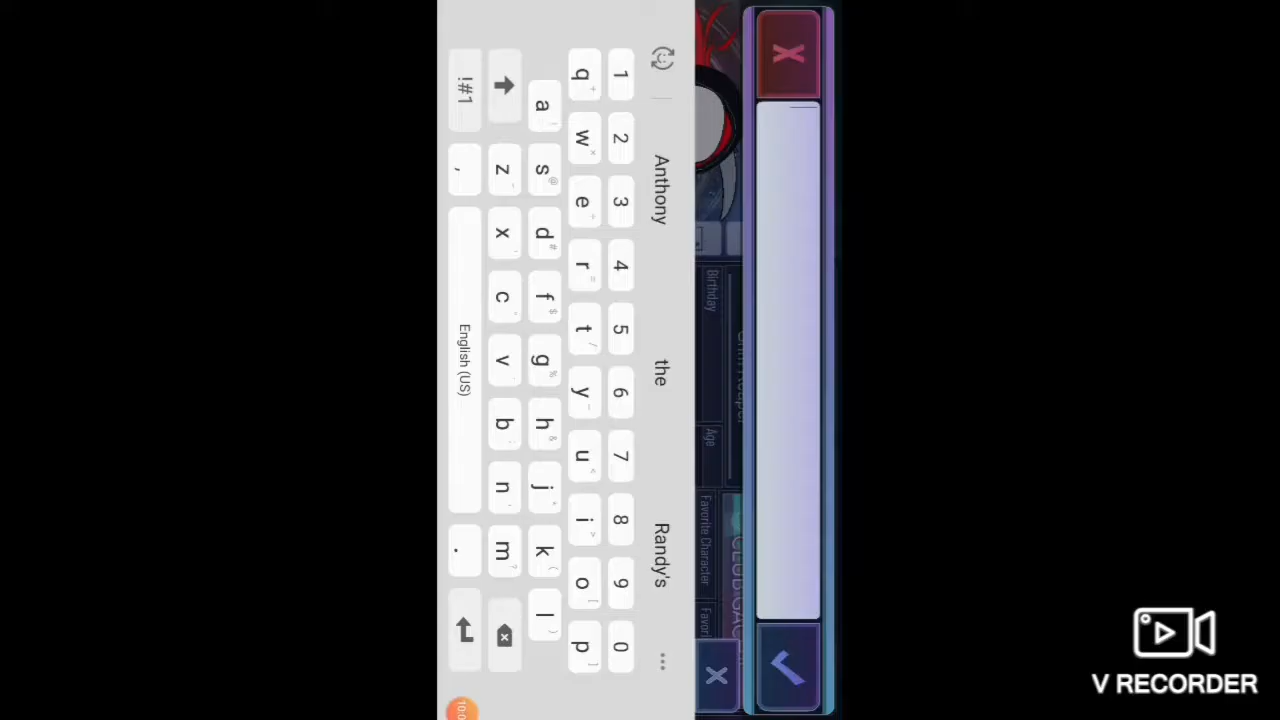 X
Birthday
Age
Favorite Character
Favori
X
Anthony the Randy's
1 2 3 4 5 6 7 8 9 0
q w e r t y u i o p
a s d f g h j k l
z x c v b n m
!#1 , English (US) .
V RECORDER